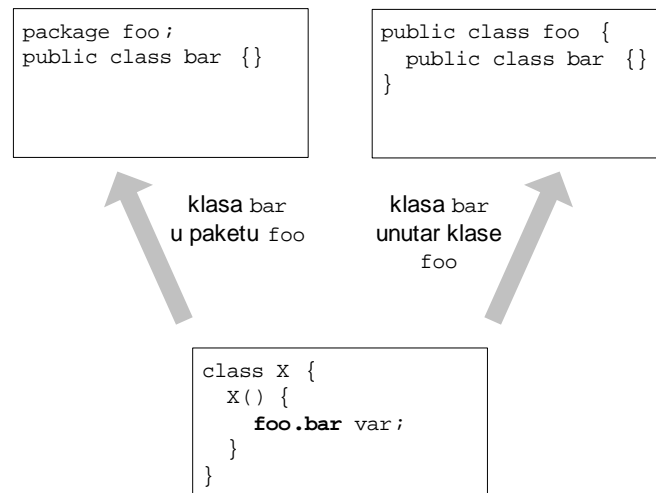 package foo;
public class bar {}
public class foo {
  public class bar {}
}
klasa bar
u paketu foo
klasa bar
unutar klase
foo
class X {
  X() {
    foo.bar var;
  }
}